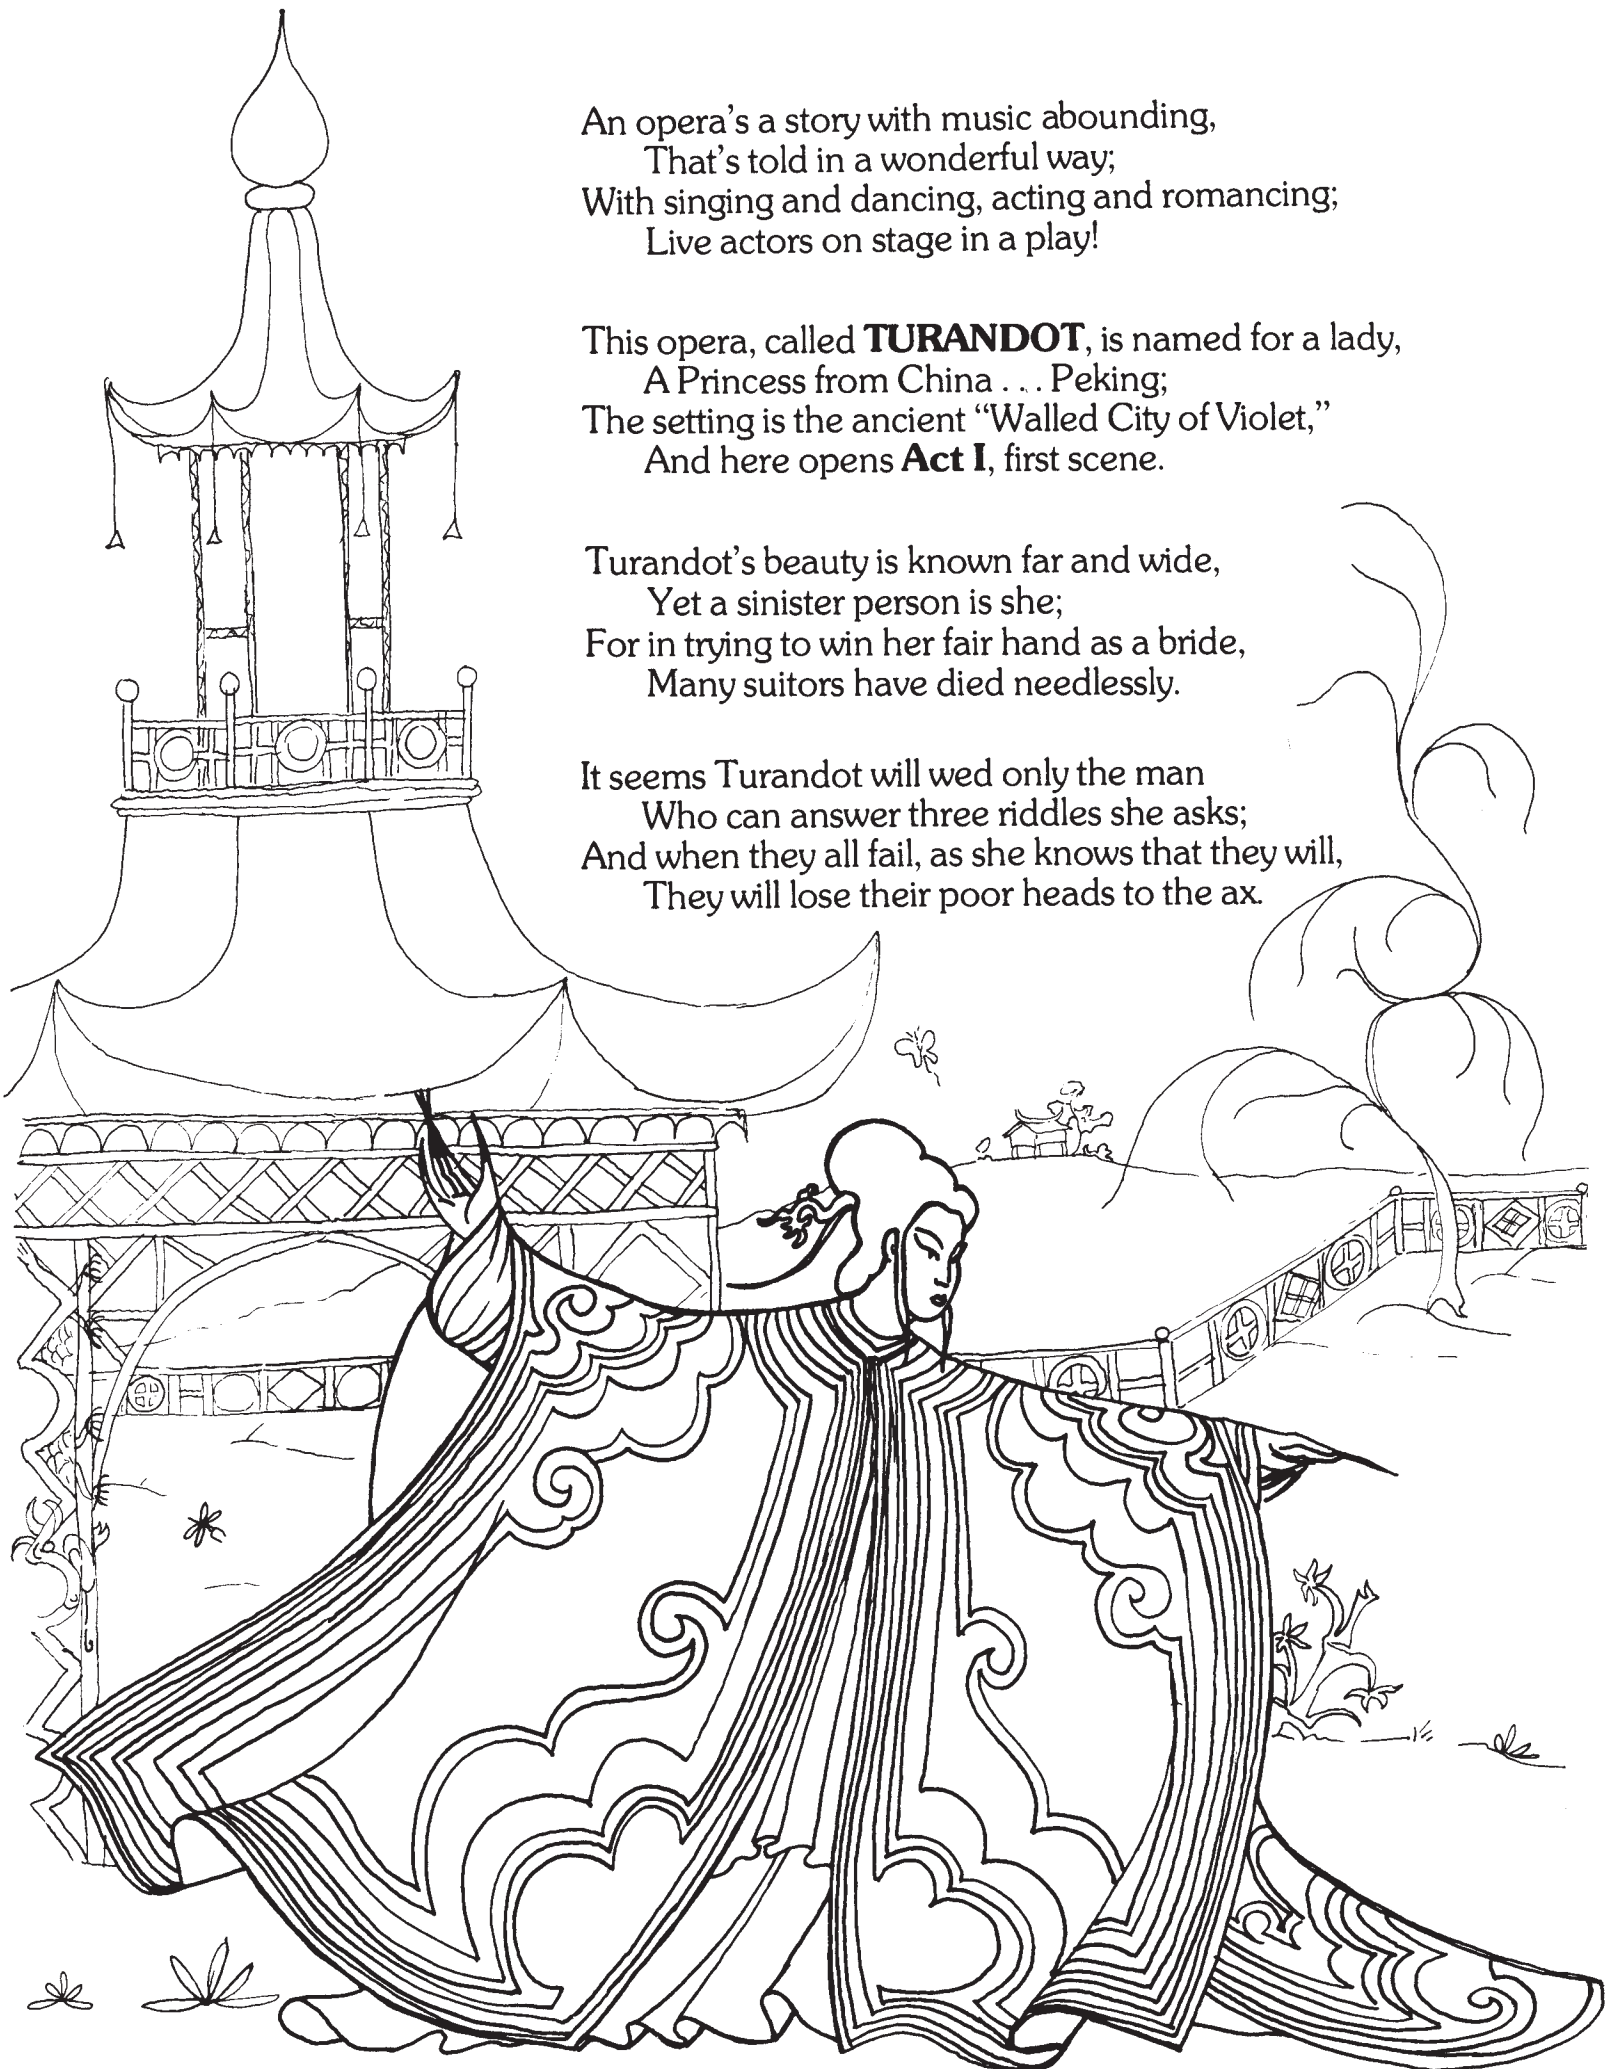 An opera's a story with music abounding,
That's told in a wonderful way;
With singing and dancing, acting and romancing;
Live actors on stage in a play!
This opera, called TURANDOT, is named for a lady,
A Princess from China . . . Peking;
The setting is the ancient “Walled City of Violet,”
And here opens Act I, first scene.
Turandot's beauty is known far and wide,
Yet a sinister person is she;
For in trying to win her fair hand as a bride,
Many suitors have died needlessly.
It seems Turandot will wed only the man
Who can answer three riddles she asks;
And when they all fail, as she knows that they will,
They will lose their poor heads to the ax.